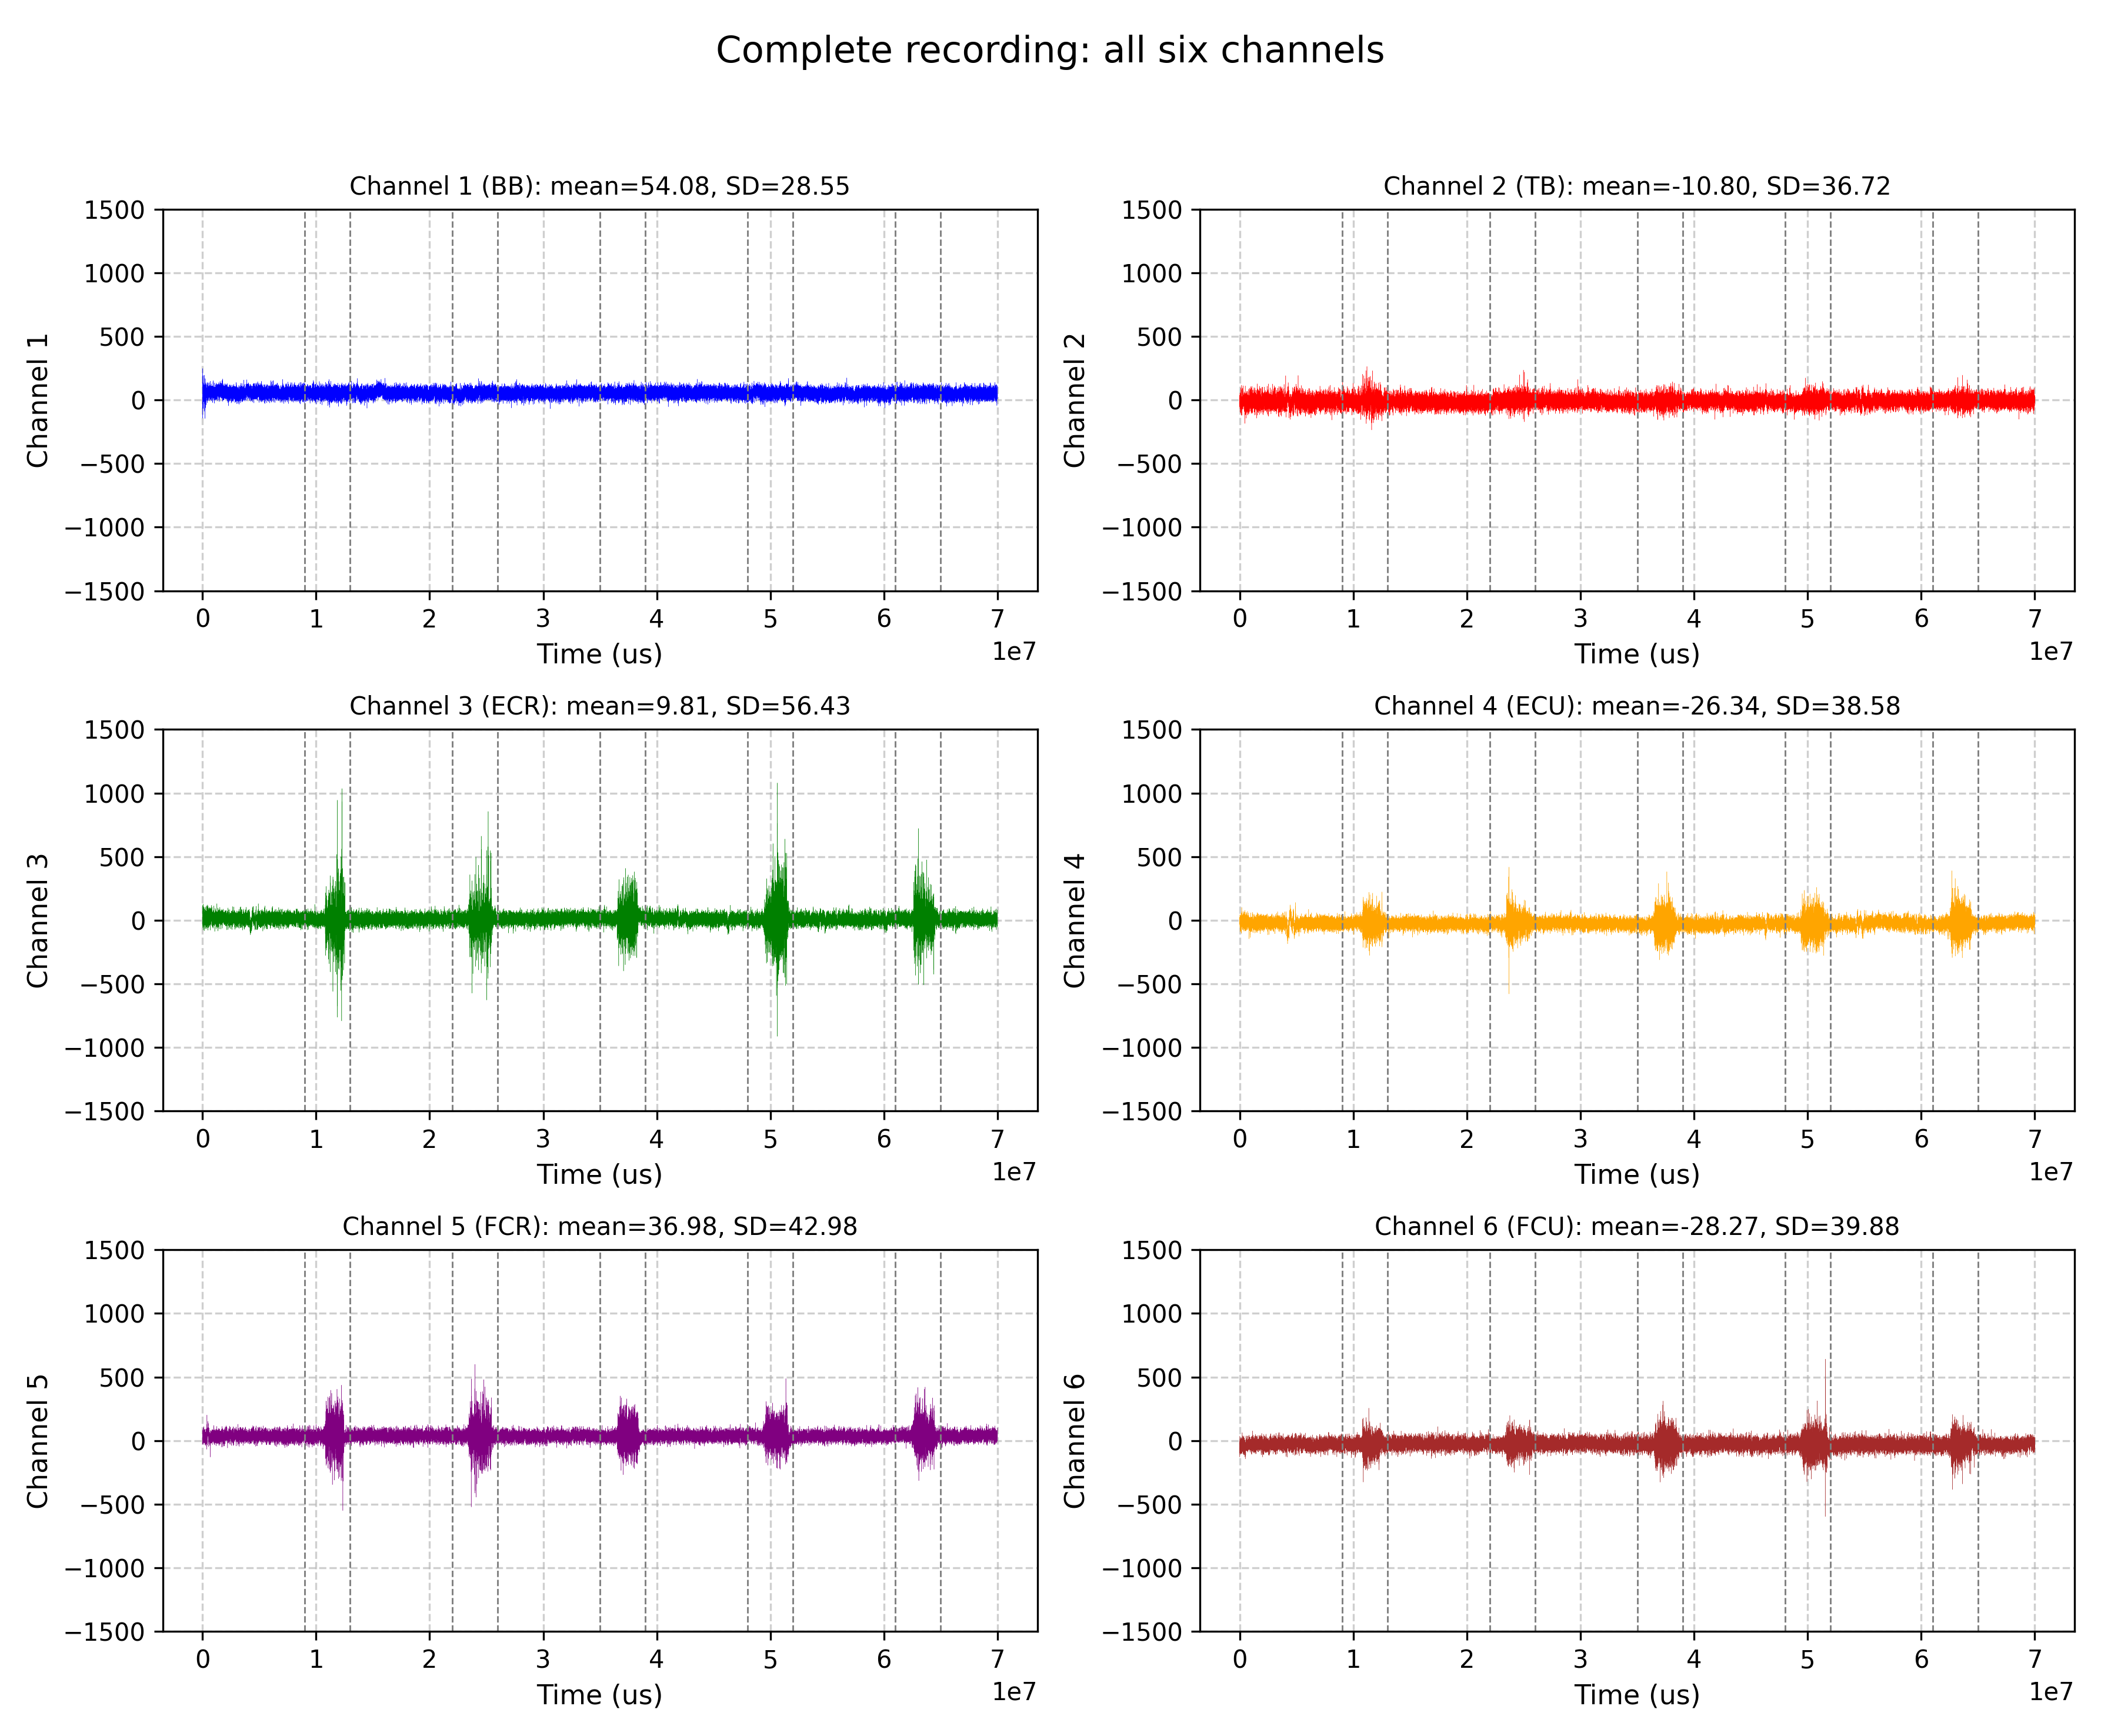 Complete recording: all six channels
Channel 1 (BB): mean=54.08, SD=28.55
1500
1000
500
0
−500
−1000
−1500
Channel 1
0 1 2 3 4 5 6 7
Time (us)
1e7
Channel 2 (TB): mean=-10.80, SD=36.72
1500
1000
500
0
−500
−1000
−1500
Channel 2
0 1 2 3 4 5 6 7
Time (us)
1e7
Channel 3 (ECR): mean=9.81, SD=56.43
1500
1000
500
0
−500
−1000
−1500
Channel 3
0 1 2 3 4 5 6 7
Time (us)
1e7
Channel 4 (ECU): mean=-26.34, SD=38.58
1500
1000
500
0
−500
−1000
−1500
Channel 4
0 1 2 3 4 5 6 7
Time (us)
1e7
Channel 5 (FCR): mean=36.98, SD=42.98
1500
1000
500
0
−500
−1000
−1500
Channel 5
0 1 2 3 4 5 6 7
Time (us)
1e7
Channel 6 (FCU): mean=-28.27, SD=39.88
1500
1000
500
0
−500
−1000
−1500
Channel 6
0 1 2 3 4 5 6 7
Time (us)
1e7